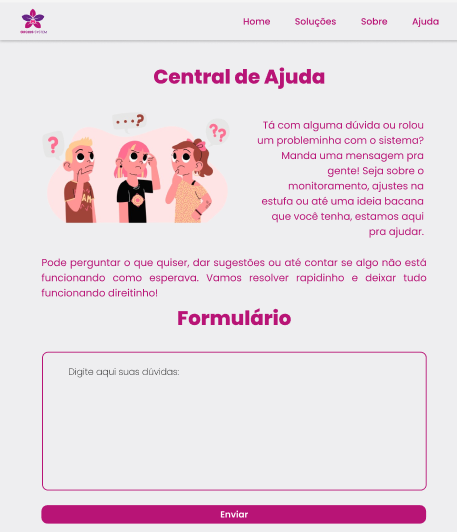 Home Soluções Sobre Ajuda
Central de Ajuda
? ...? ??
Tá com alguma dúvida ou rolou
um probleminha com o sistema?
Manda uma mensagem pra
gente! Seja sobre o
monitoramento, ajustes na
estufa ou até uma ideia bacana
que você tenha, estamos aqui
pra ajudar.
Pode perguntar o que quiser, dar sugestões ou até contar se algo não está
funcionando como esperava. Vamos resolver rapidinho e deixar tudo
funcionando direitinho!
Formulário
Digite aqui suas dúvidas:
Enviar